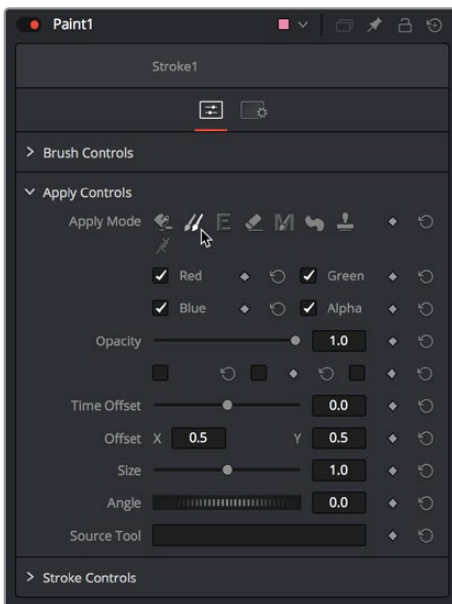 Paint1
Stroke1
Brush Controls
Apply Controls
Apply Mode
Red Green
Blue Alpha
Opacity 1.0
Time Offset 0.0
Offset X 0.5 Y 0.5
Size 1.0
Angle 0.0
Source Tool
Stroke Controls